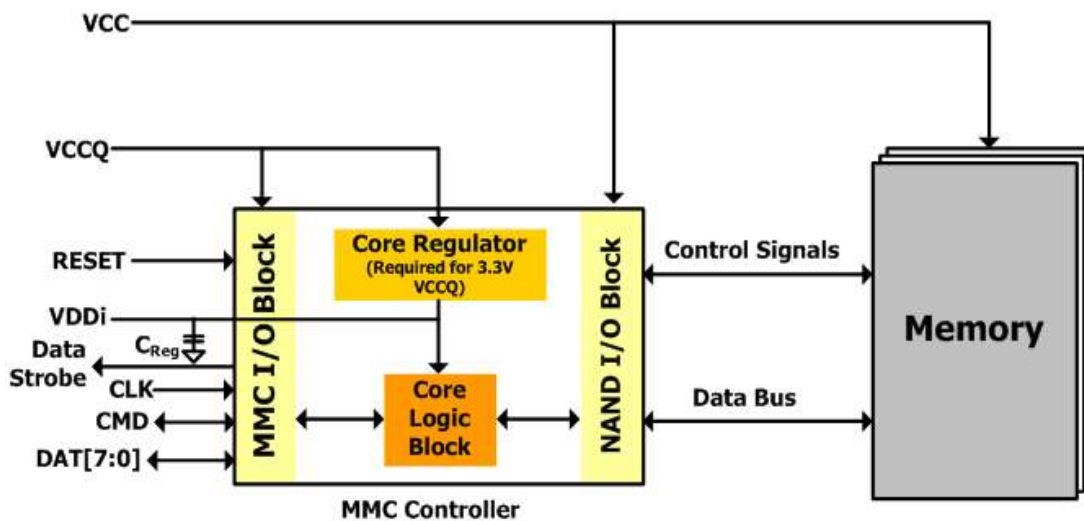 VCC
VCCQ
RESET
VDDi
CReg
Data
Strobe
CLK
CMD
DAT[7:0]
MMC I/O Block
Core Regulator
(Required for 3.3V
VCCQ)
Core
Logic
Block
NAND I/O Block
MMC Controller
Control Signals
Data Bus
Memory